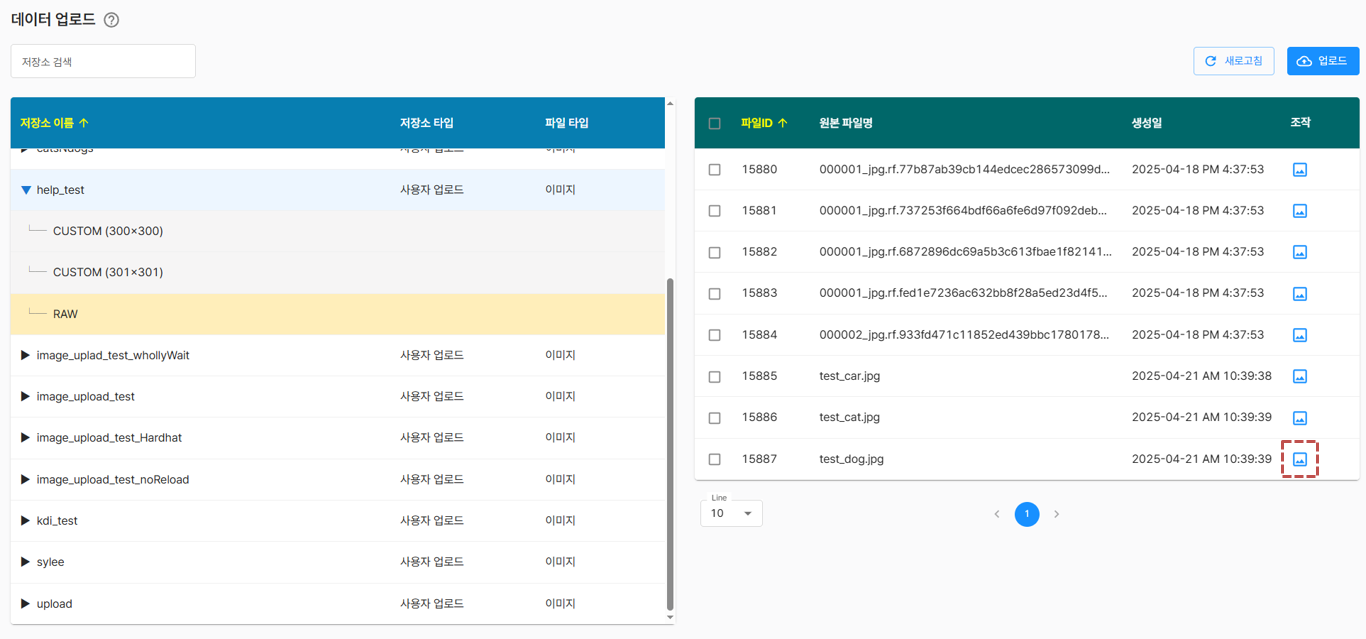 데이터 업로드 ?
저장소 검색
새로고침
업로드
저장소 이름 저장소 타입 파일 타입
catsNdogs 사용자 업로드 이미지
help_test 사용자 업로드 이미지
CUSTOM (300×300)
CUSTOM (301×301)
RAW
image_uplad_test_whollyWait 사용자 업로드 이미지
image_upload_test 사용자 업로드 이미지
image_upload_test_Hardhat 사용자 업로드 이미지
image_upload_test_noReload 사용자 업로드 이미지
kdi_test 사용자 업로드 이미지
sylee 사용자 업로드 이미지
upload 사용자 업로드 이미지
파일ID 원본 파일명 생성일 조작
15880 000001_jpg.rf.77b87ab39cb144edcec286573099d... 2025-04-18 PM 4:37:53
15881 000001_jpg.rf.737253f664bdf66a6fe6d97f092deb... 2025-04-18 PM 4:37:53
15882 000001_jpg.rf.6872896dc69a5b3c613fbae1f82141... 2025-04-18 PM 4:37:53
15883 000001_jpg.rf.fed1e7236ac632bb8f28a5ed23d4f5... 2025-04-18 PM 4:37:53
15884 000002_jpg.rf.933fd471c11852ed439bbc1780178... 2025-04-18 PM 4:37:53
15885 test_car.jpg 2025-04-21 AM 10:39:38
15886 test_cat.jpg 2025-04-21 AM 10:39:39
15887 test_dog.jpg 2025-04-21 AM 10:39:39
Line
10
1